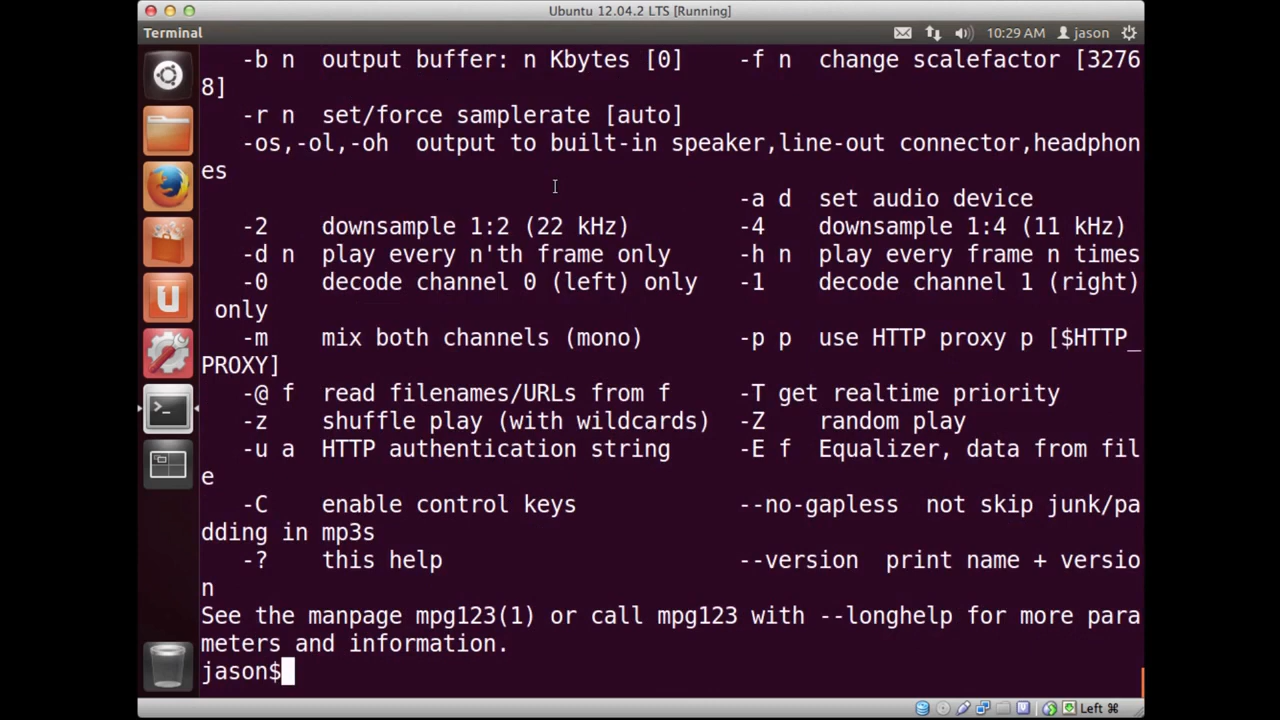 Ubuntu 12.04.2 LTS [Running]
Terminal 10:29 AM jason
-b n output buffer: n Kbytes [0] -f n change scalefactor [3276
8]
-r n set/force samplerate [auto]
-os,-ol,-oh output to built-in speaker,line-out connector,headphon
es
-a d set audio device
-2 downsample 1:2 (22 kHz) -4 downsample 1:4 (11 kHz)
-d n play every n'th frame only -h n play every frame n times
-0 decode channel 0 (left) only -1 decode channel 1 (right)
only
-m mix both channels (mono) -p p use HTTP proxy p [$HTTP_
PROXY]
-@ f read filenames/URLs from f -T get realtime priority
-z shuffle play (with wildcards) -Z random play
-u a HTTP authentication string -E f Equalizer, data from fil
e
-C enable control keys --no-gapless not skip junk/pa
dding in mp3s
-? this help --version print name + versio
n
See the manpage mpg123(1) or call mpg123 with --longhelp for more para
meters and information.
jason$
Left ⌘